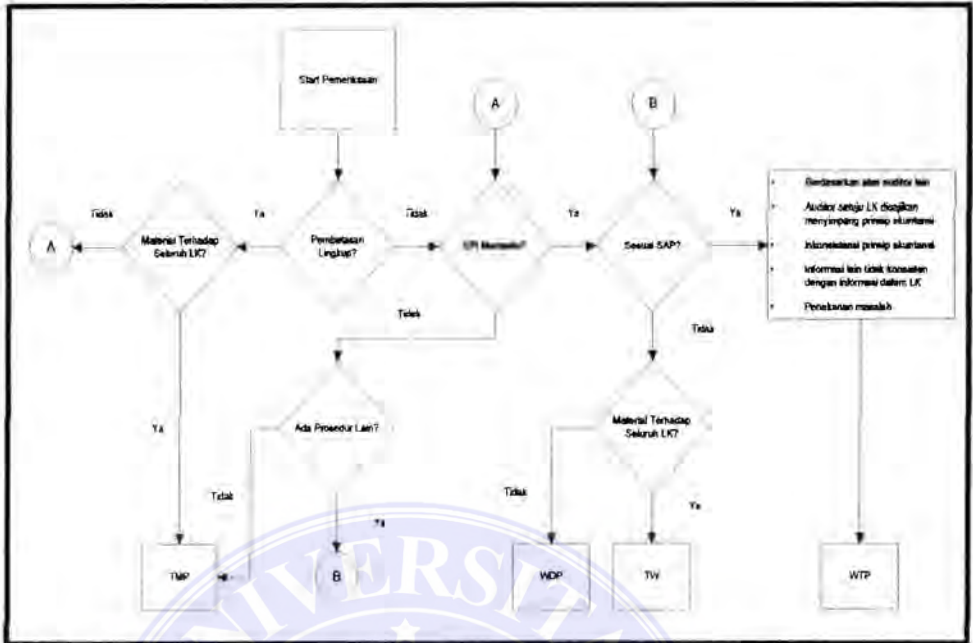 Start Pemeriksaan
A
B
Tidak
Ya
Tidak
Ya
Ya
A
Material Terhadap
Seluruh LK?
Pembatasan
Lingkup?
SPI Memadai?
Sesuai SAP?
• Berdasarkan atas auditor lain
• Auditor setuju LK disajikan
menyimpang prinsip akuntansi
• Inkonsistensi prinsip akuntansi
• Informasi lain tidak konsisten
dengan informasi dalam LK
• Penekanan masalah
Tidak
Tidak
Ya
Ada Prosedur Lain?
Material Terhadap
Seluruh LK?
Tidak
Ya
Tidak
Ya
TMP
B
WDP
TW
WTP
UNIVERSIT